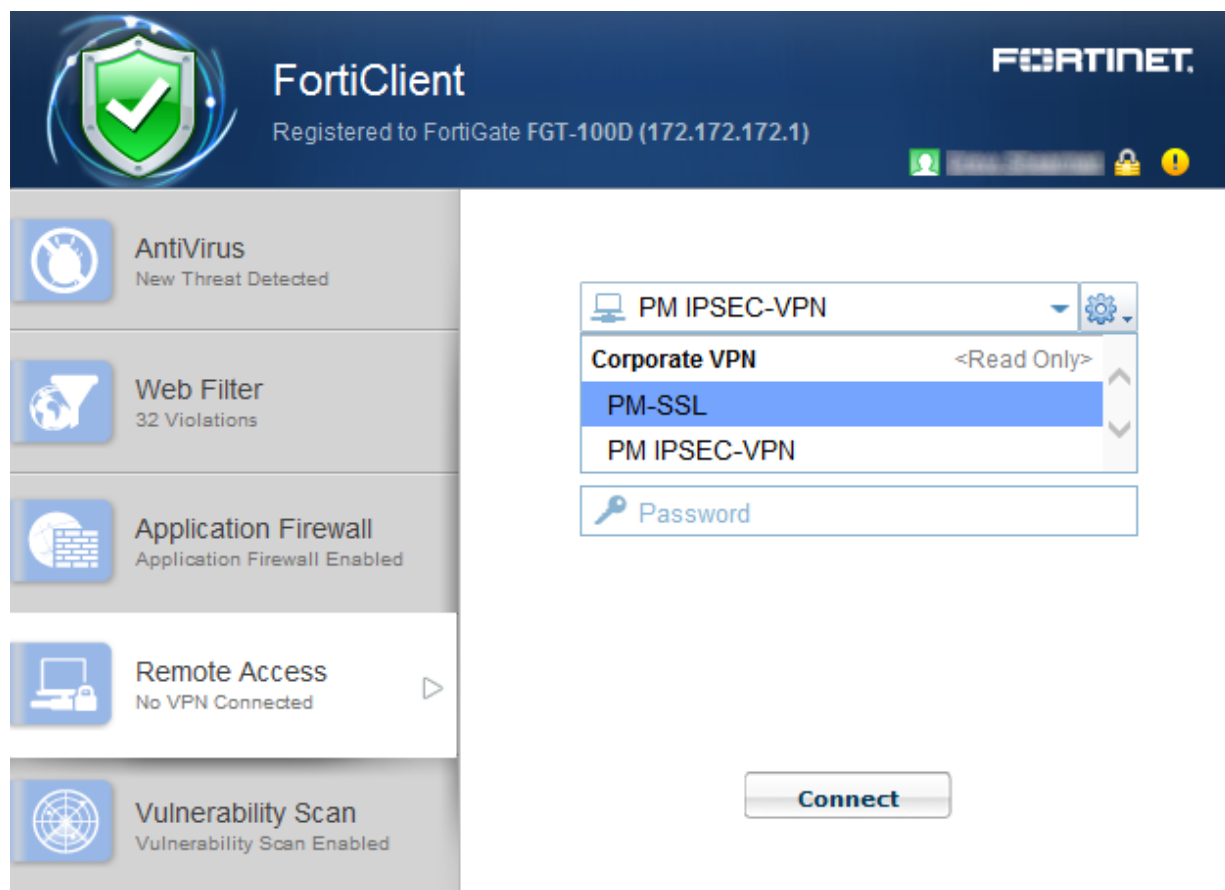 FortiClient
FORTINET.
Registered to FortiGate FGT-100D (172.172.172.1)
AntiVirus
New Threat Detected
Web Filter
32 Violations
Application Firewall
Application Firewall Enabled
Remote Access
No VPN Connected
Vulnerability Scan
Vulnerability Scan Enabled
PM IPSEC-VPN
Corporate VPN <Read Only>
PM-SSL
PM IPSEC-VPN
Password
Connect